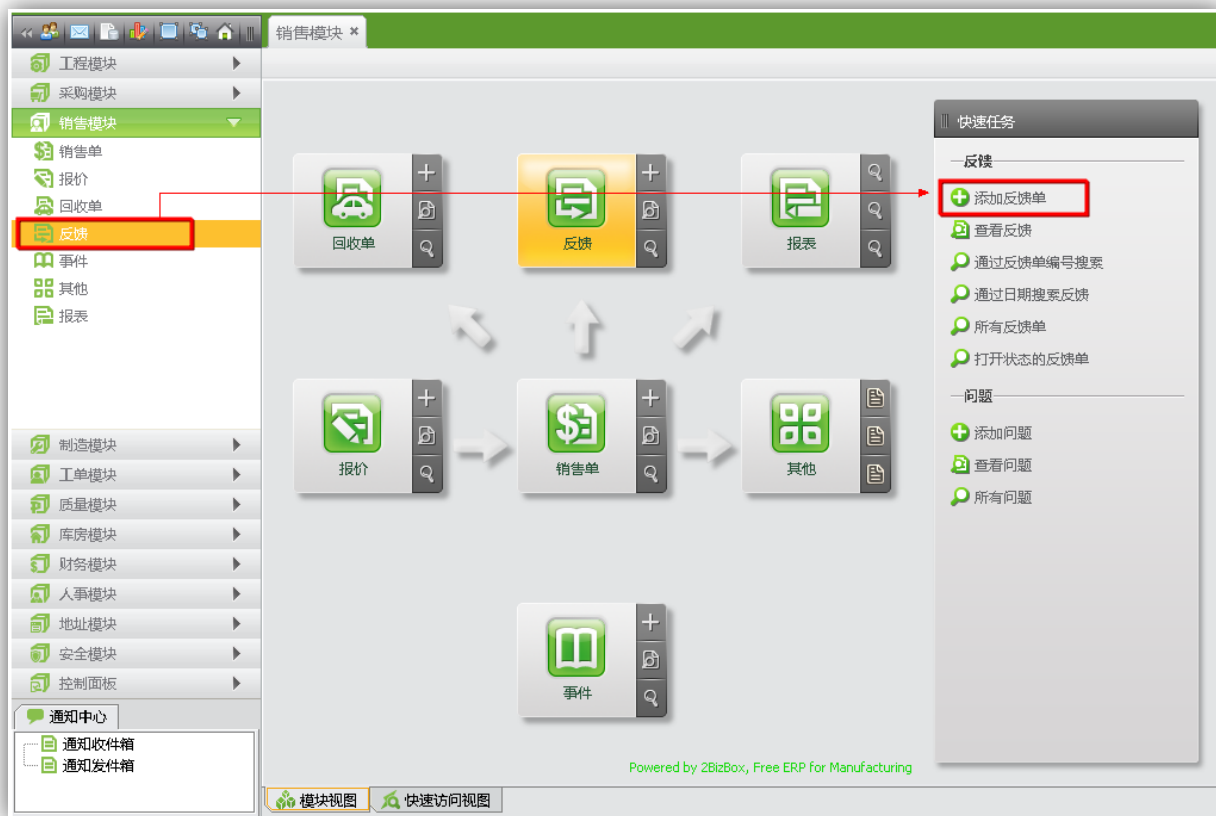 销售模块
工程模块
采购模块
销售模块
销售单
报价
回收单
反馈
事件
其他
报表
制造模块
工单模块
质量模块
库房模块
财务模块
人事模块
地址模块
安全模块
控制面板
通知中心
通知收件箱
通知发件箱
回收单
反馈
报表
报价
销售单
其他
事件
Powered by 2BizBox, Free ERP for Manufacturing
模块视图
快速访问视图
快速任务
反馈
添加反馈单
查看反馈
通过反馈单编号搜索
通过日期搜索反馈
所有反馈单
打开状态的反馈单
问题
添加问题
查看问题
所有问题